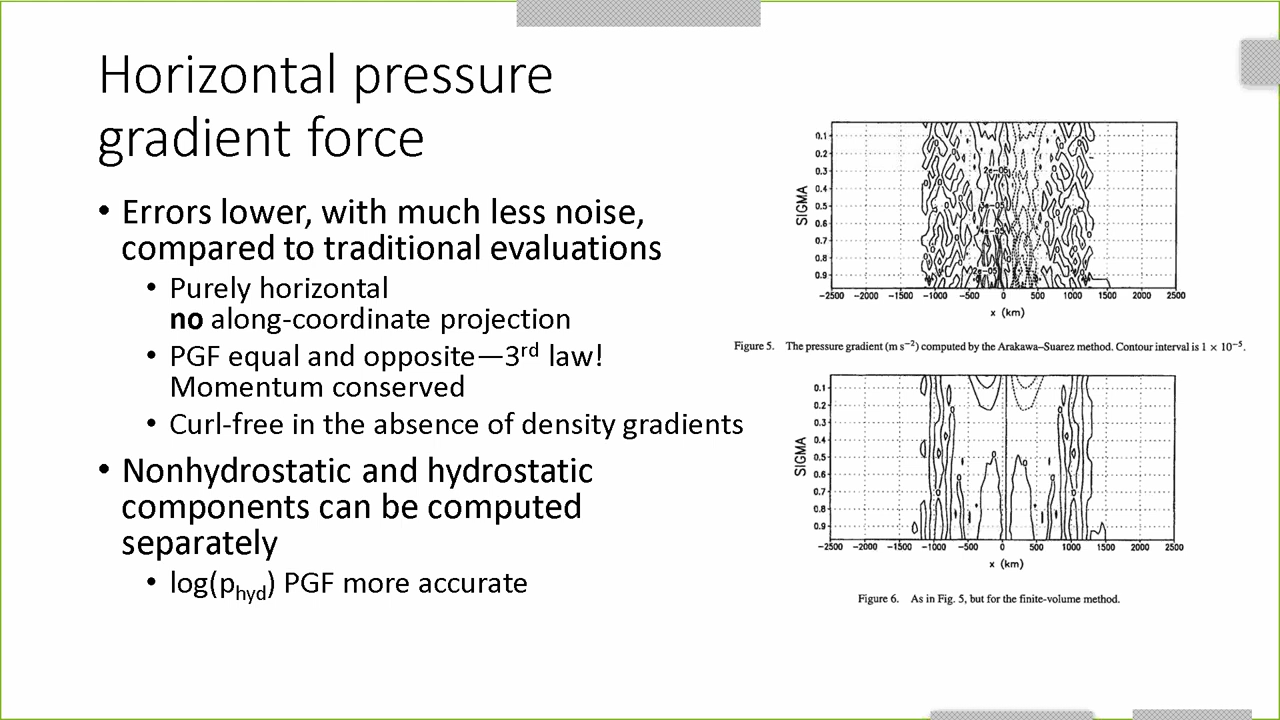 Horizontal pressure
gradient force
• Errors lower, with much less noise,
compared to traditional evaluations
• Purely horizontal
no along-coordinate projection
• PGF equal and opposite—3rd law!
Momentum conserved
• Curl-free in the absence of density gradients
• Nonhydrostatic and hydrostatic
components can be computed
separately
• log(phyd) PGF more accurate
SIGMA
0.1
0.2
0.3
0.4
0.5
0.6
0.7
0.8
0.9
-2500 -2000 -1500 -1000 -500 0 500 1000 1500 2000 2500
x (km)
Figure 5. The pressure gradient (m s−2) computed by the Arakawa–Suarez method. Contour interval is 1 × 10−5.
SIGMA
0.1
0.2
0.3
0.4
0.5
0.6
0.7
0.8
0.9
-2500 -2000 -1500 -1000 -500 0 500 1000 1500 2000 2500
x (km)
Figure 6. As in Fig. 5, but for the finite-volume method.